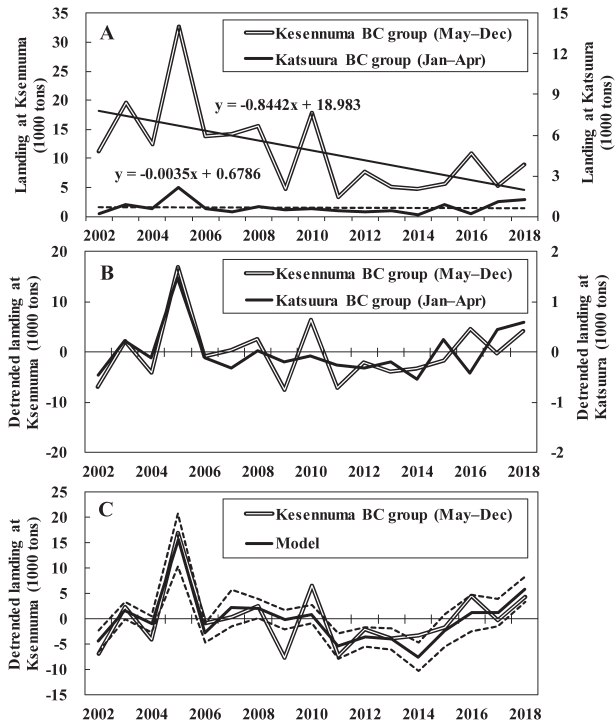 A
Kesennuma BC group (May–Dec)
Katsuura BC group (Jan–Apr)
y = -0.8442x + 18.983
y = -0.0035x + 0.6786
Lamding at Ksennuma
(1000 tons)
Landing at Katsuura
(1000 tons)
35
30
25
20
15
10
5
0
15
12
9
6
3
0
2002 2004 2006 2008 2010 2012 2014 2016 2018
B
Kesennuma BC group (May–Dec)
Katsuura BC group (Jan–Apr)
Detrended lamding at
Ksennuma (1000 tons)
Detrended landing at
Katsuura (1000 tons)
20
10
0
-10
-20
2
1
0
-1
-2
2002 2004 2006 2008 2010 2012 2014 2016 2018
C
Kesennuma BC group (May–Dec)
Model
Detrended lamding at
Ksennuma (1000 tons)
25
20
15
10
5
0
-5
-10
-15
2002 2004 2006 2008 2010 2012 2014 2016 2018